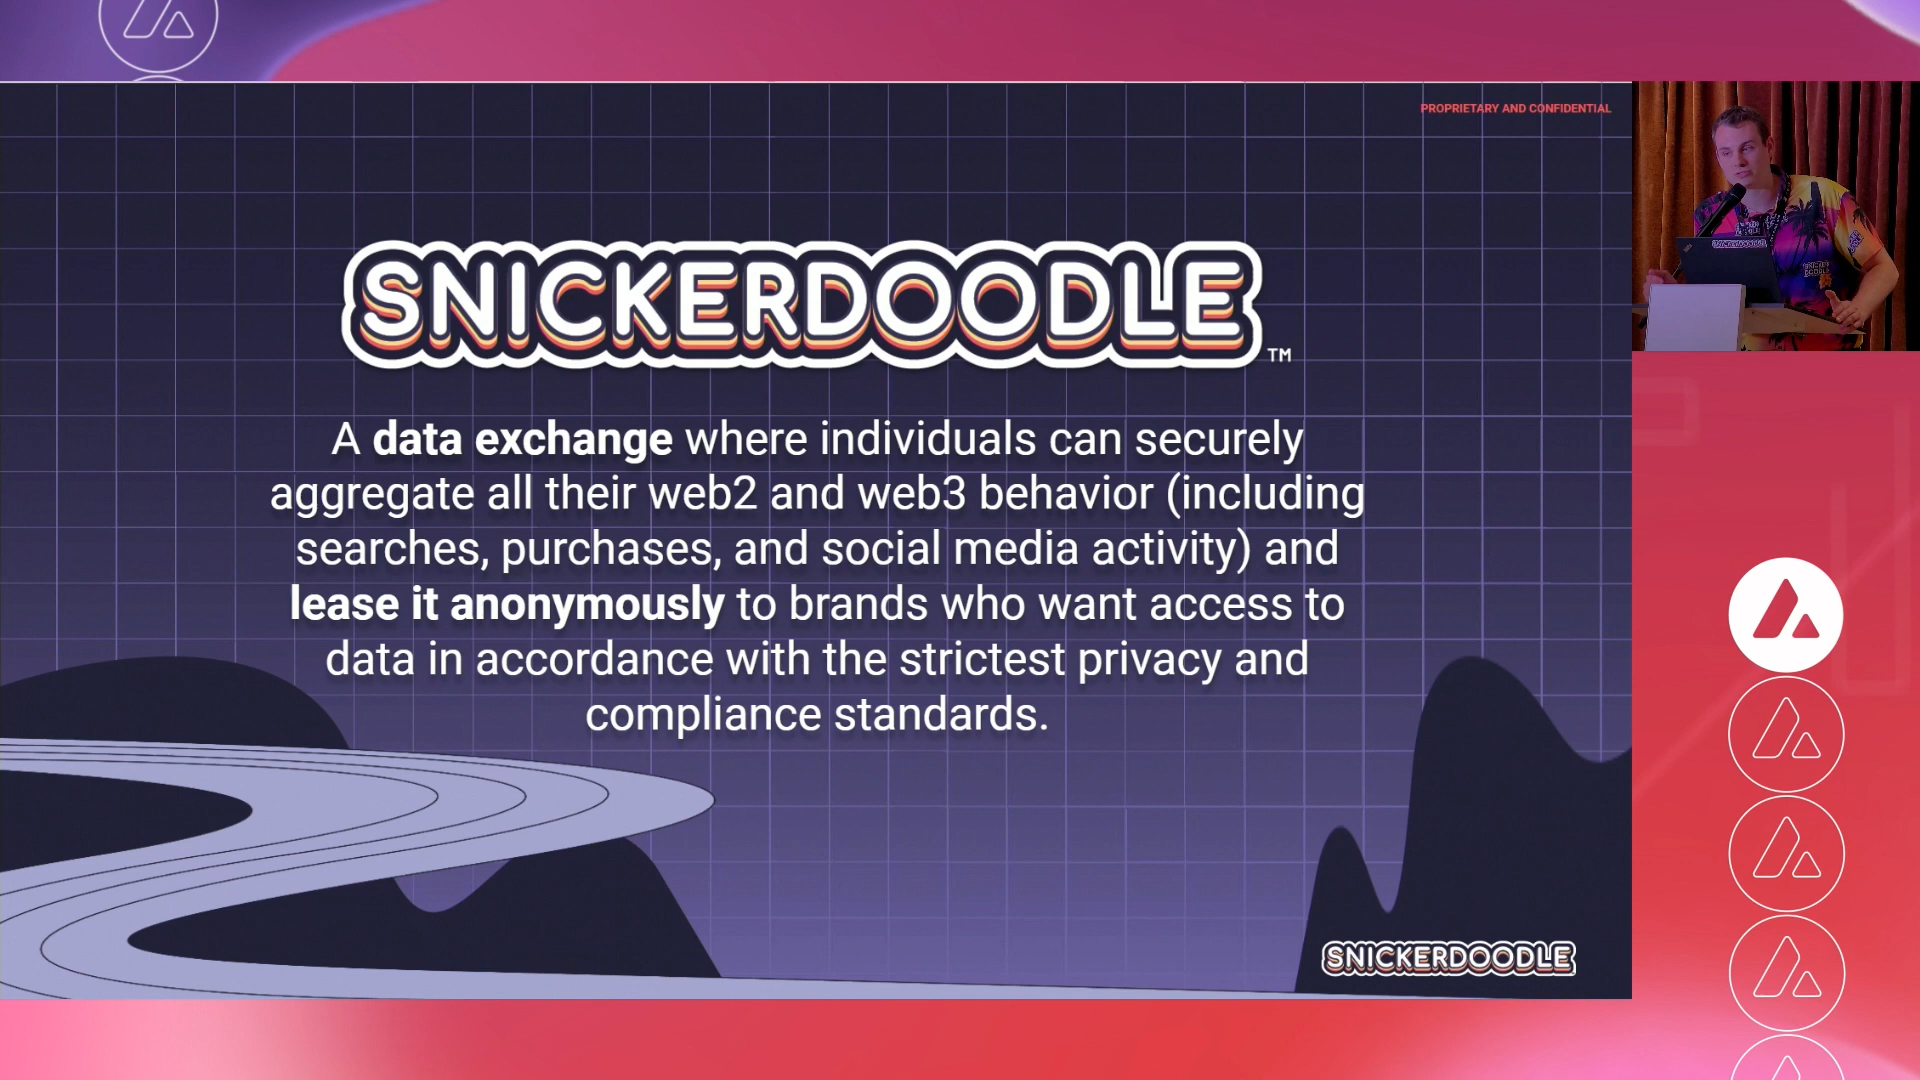 PROPRIETARY AND CONFIDENTIAL
SNICKERDOODLE
TM
A data exchange where individuals can securely
aggregate all their web2 and web3 behavior (including
searches, purchases, and social media activity) and
lease it anonymously to brands who want access to
data in accordance with the strictest privacy and
compliance standards.
SNICKERDOODLE